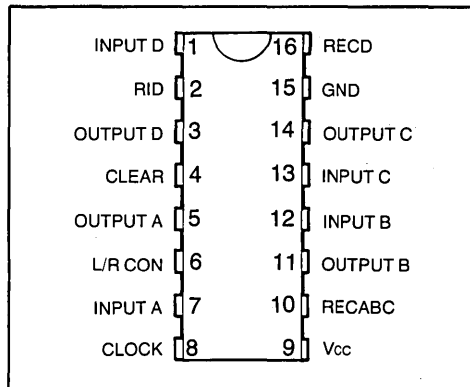 INPUT D 1 16 RECD
RID 2 15 GND
OUTPUT D 3 14 OUTPUT C
CLEAR 4 13 INPUT C
OUTPUT A 5 12 INPUT B
L/R CON 6 11 OUTPUT B
INPUT A 7 10 RECABC
CLOCK 8 9 Vcc